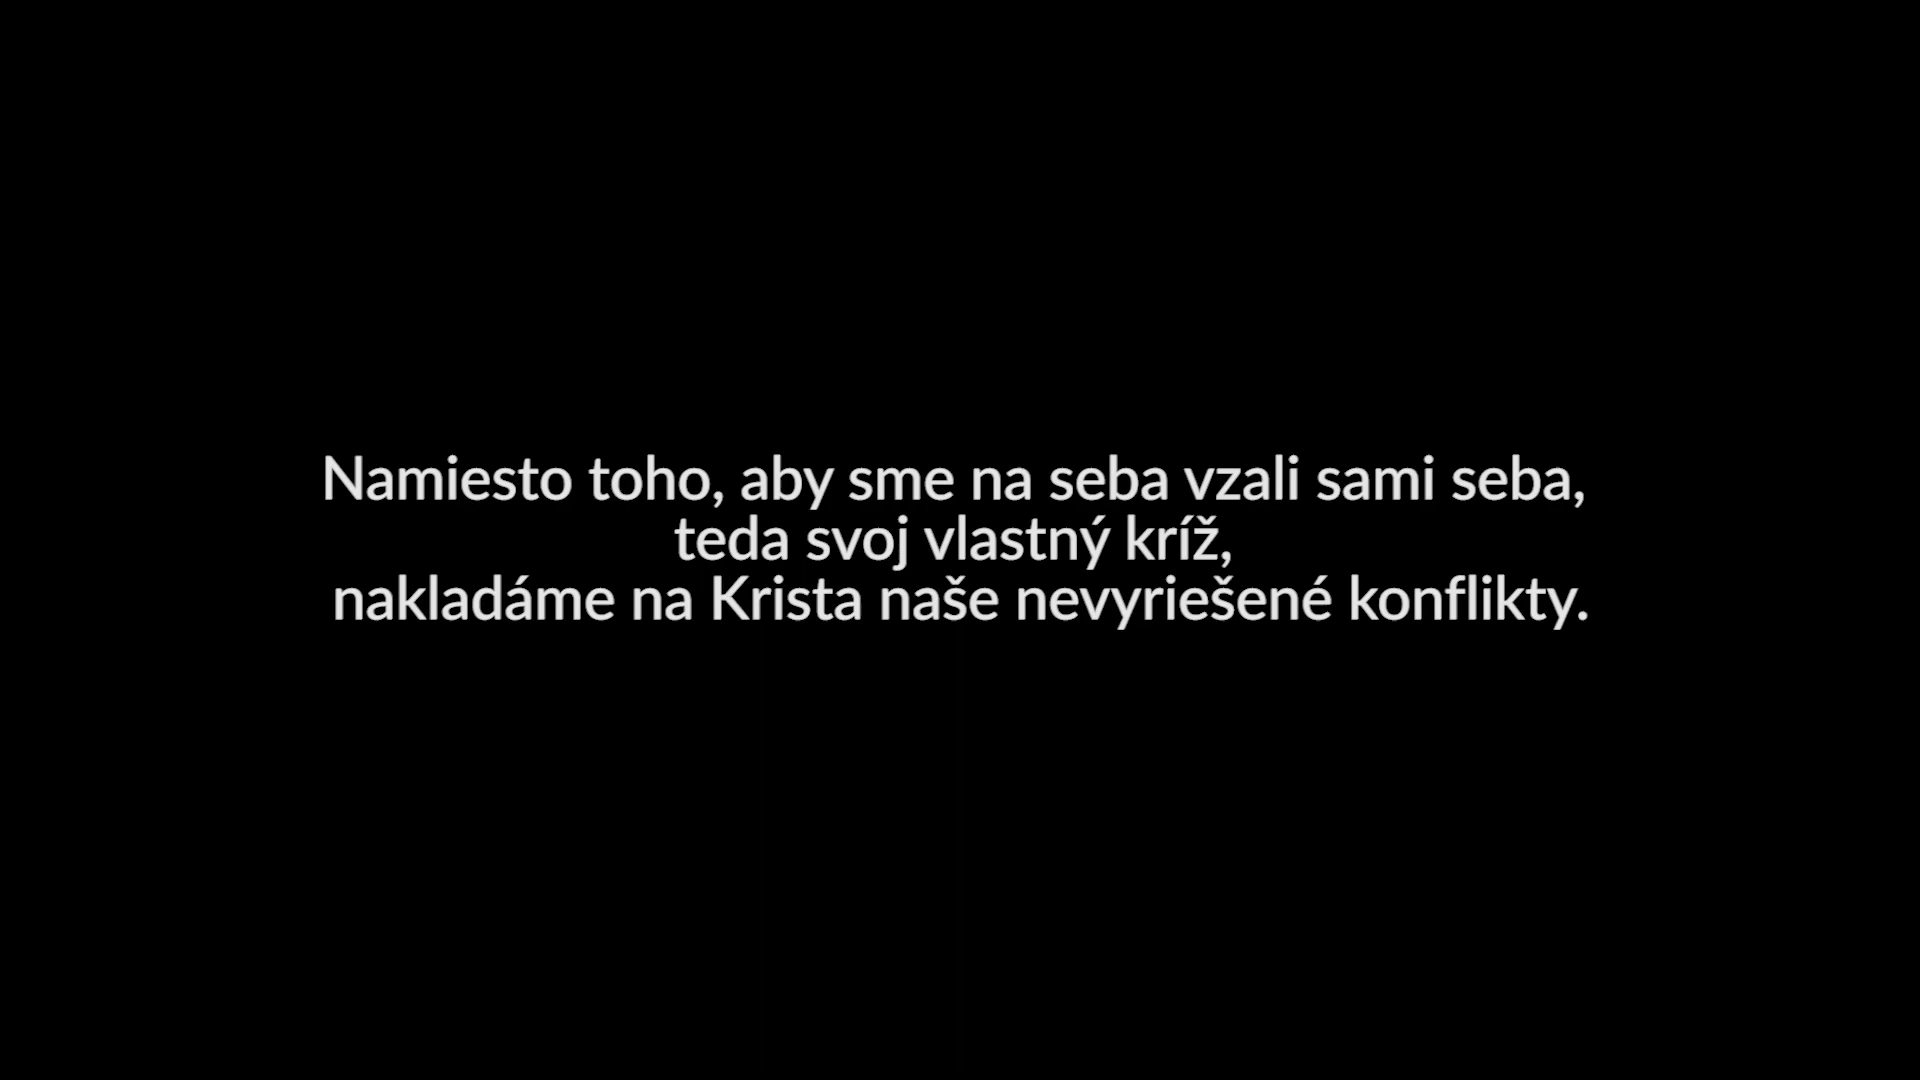 Namiesto toho, aby sme na seba vzali sami seba,
teda svoj vlastný kríž,
nakladáme na Krista naše nevyriešené konflikty.